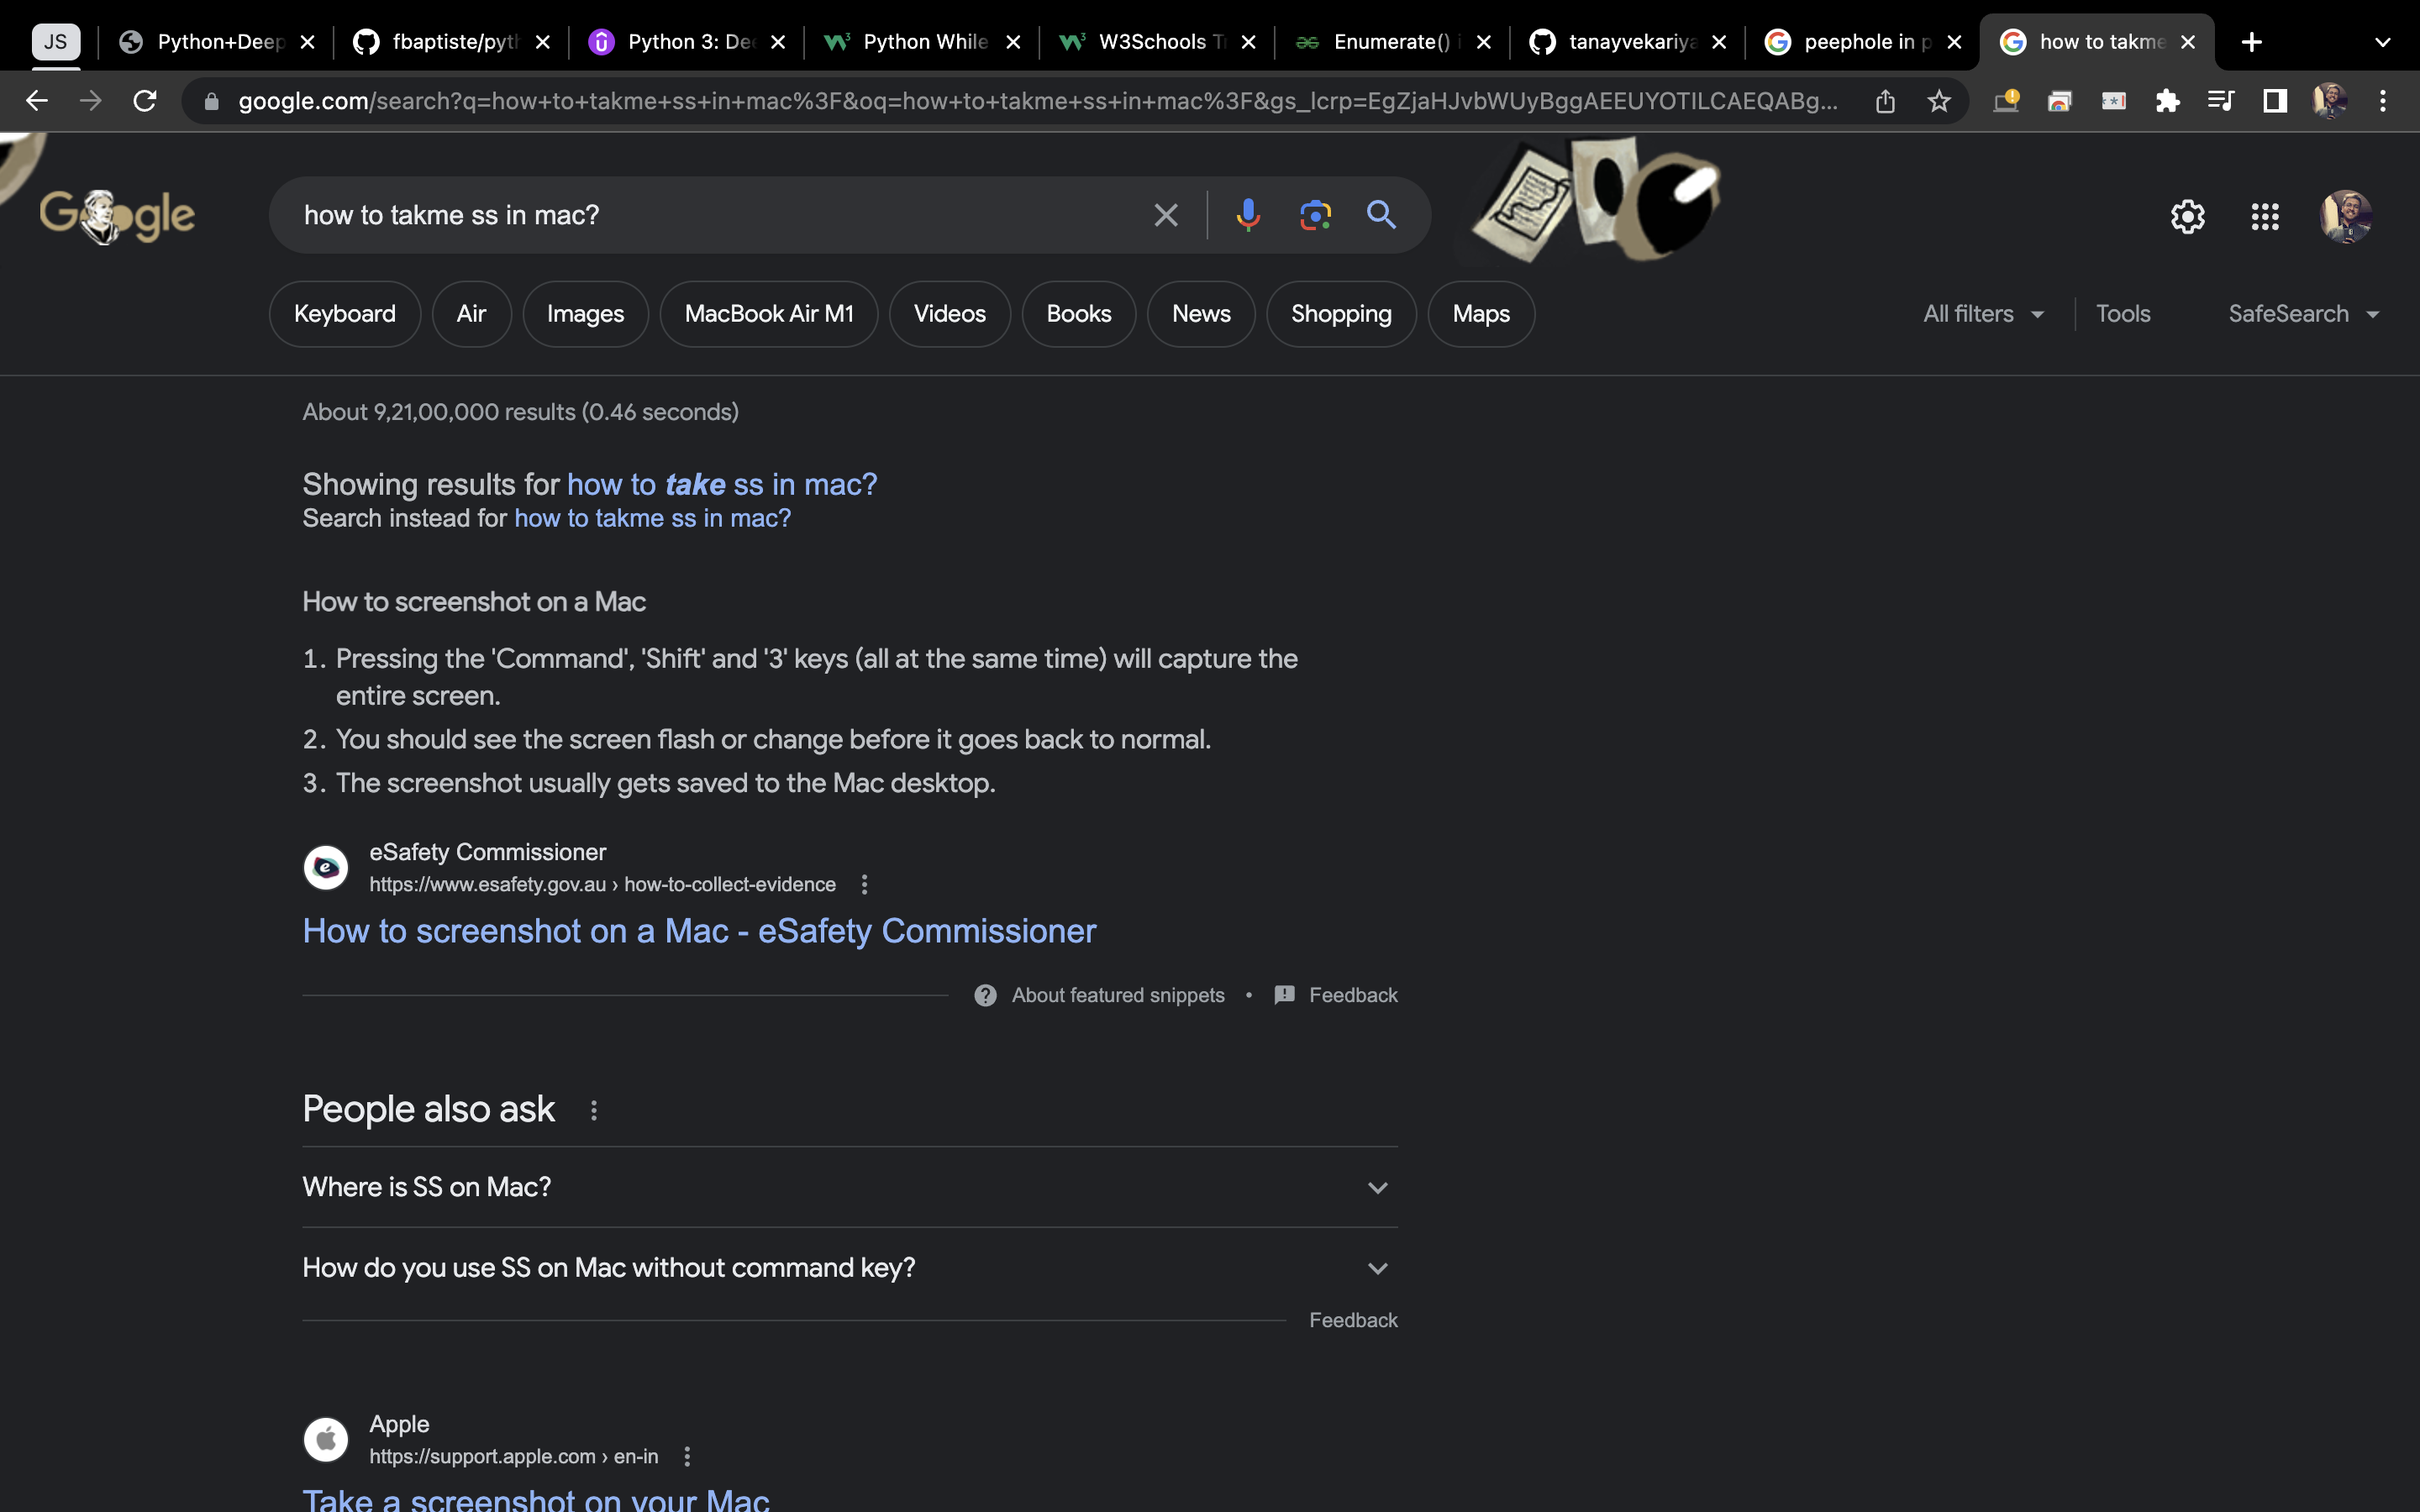 JS
Python+Deep
fbaptiste/pyth
Python 3: Dee
Python While
W3Schools T
Enumerate() i
tanayvekariya
peephole in p
how to takme
google.com/search?q=how+to+takme+ss+in+mac%3F&oq=how+to+takme+ss+in+mac%3F&gs_lcrp=EgZjaHJvbWUyBggAEEUYOTILCAEQABg...
Google
how to takme ss in mac?
Keyboard
Air
Images
MacBook Air M1
Videos
Books
News
Shopping
Maps
All filters
Tools
SafeSearch
About 9,21,00,000 results (0.46 seconds)
Showing results for how to take ss in mac?
Search instead for how to takme ss in mac?
How to screenshot on a Mac
1. Pressing the 'Command', 'Shift' and '3' keys (all at the same time) will capture the
entire screen.
2. You should see the screen flash or change before it goes back to normal.
3. The screenshot usually gets saved to the Mac desktop.
eSafety Commissioner
https://www.esafety.gov.au › how-to-collect-evidence
How to screenshot on a Mac - eSafety Commissioner
About featured snippets • Feedback
People also ask
Where is SS on Mac?
How do you use SS on Mac without command key?
Feedback
Apple
https://support.apple.com › en-in
Take a screenshot on your Mac